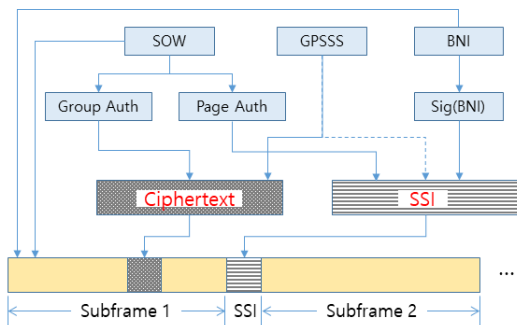 SOW
GPSSS
BNI
Group Auth
Page Auth
Sig(BNI)
Ciphertext
SSI
...
Subframe 1
SSI
Subframe 2